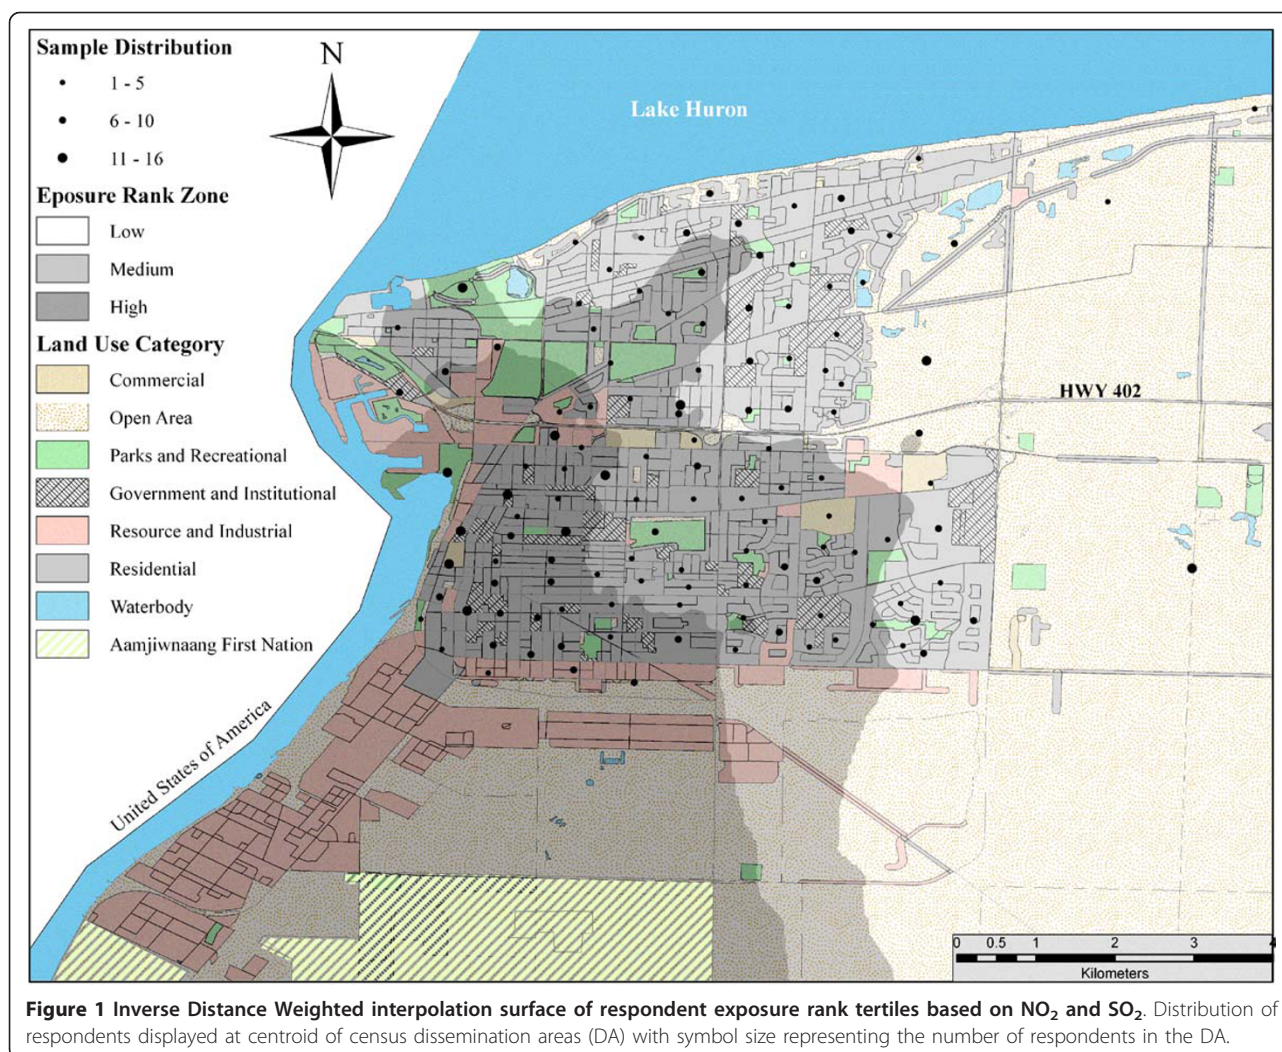 Sample Distribution
1 - 5
6 - 10
11 - 16
Eposure Rank Zone
Low
Medium
High
Land Use Category
Commercial
Open Area
Parks and Recreational
Government and Institutional
Resource and Industrial
Residential
Waterbody
Aamjiwnaang First Nation
N
Lake Huron
HWY 402
United States of America
0 0.5 1 2 3 4
Kilometers
Figure 1 Inverse Distance Weighted interpolation surface of respondent exposure rank tertiles based on NO₂ and SO₂. Distribution of
respondents displayed at centroid of census dissemination areas (DA) with symbol size representing the number of respondents in the DA.